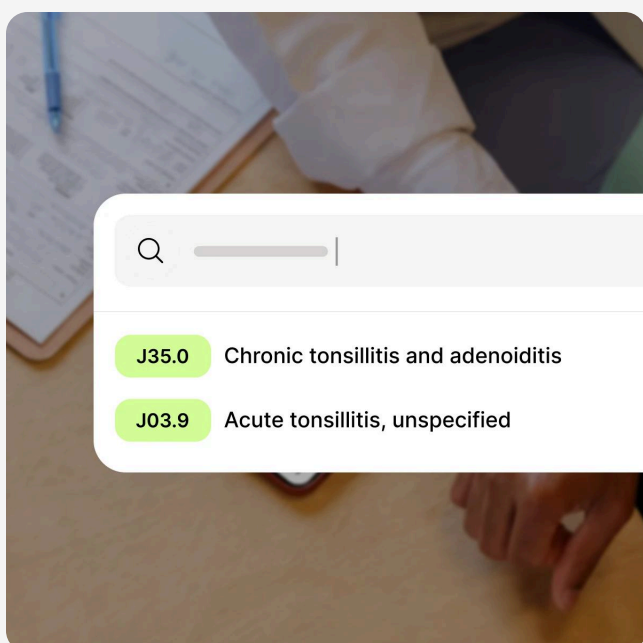 J35.0 Chronic tonsillitis and adenoiditis
J03.9 Acute tonsillitis, unspecified